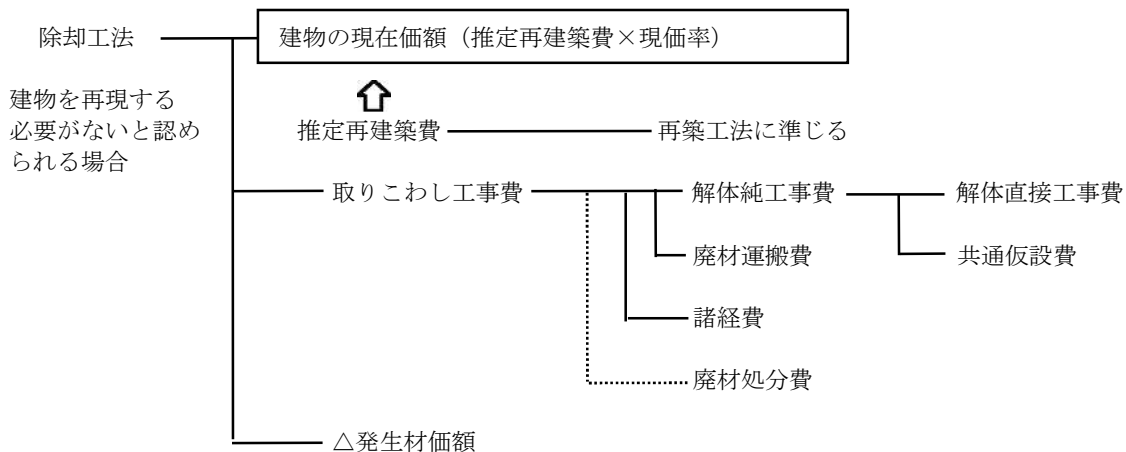 除却工法
建物の現在価額（推定再建築費×現価率）
建物を再現する
必要がないと認め
られる場合
推定再建築費
再築工法に準じる
取りこわし工事費
解体純工事費
解体直接工事費
廃材運搬費
共通仮設費
諸経費
廃材処分費
△発生材価額